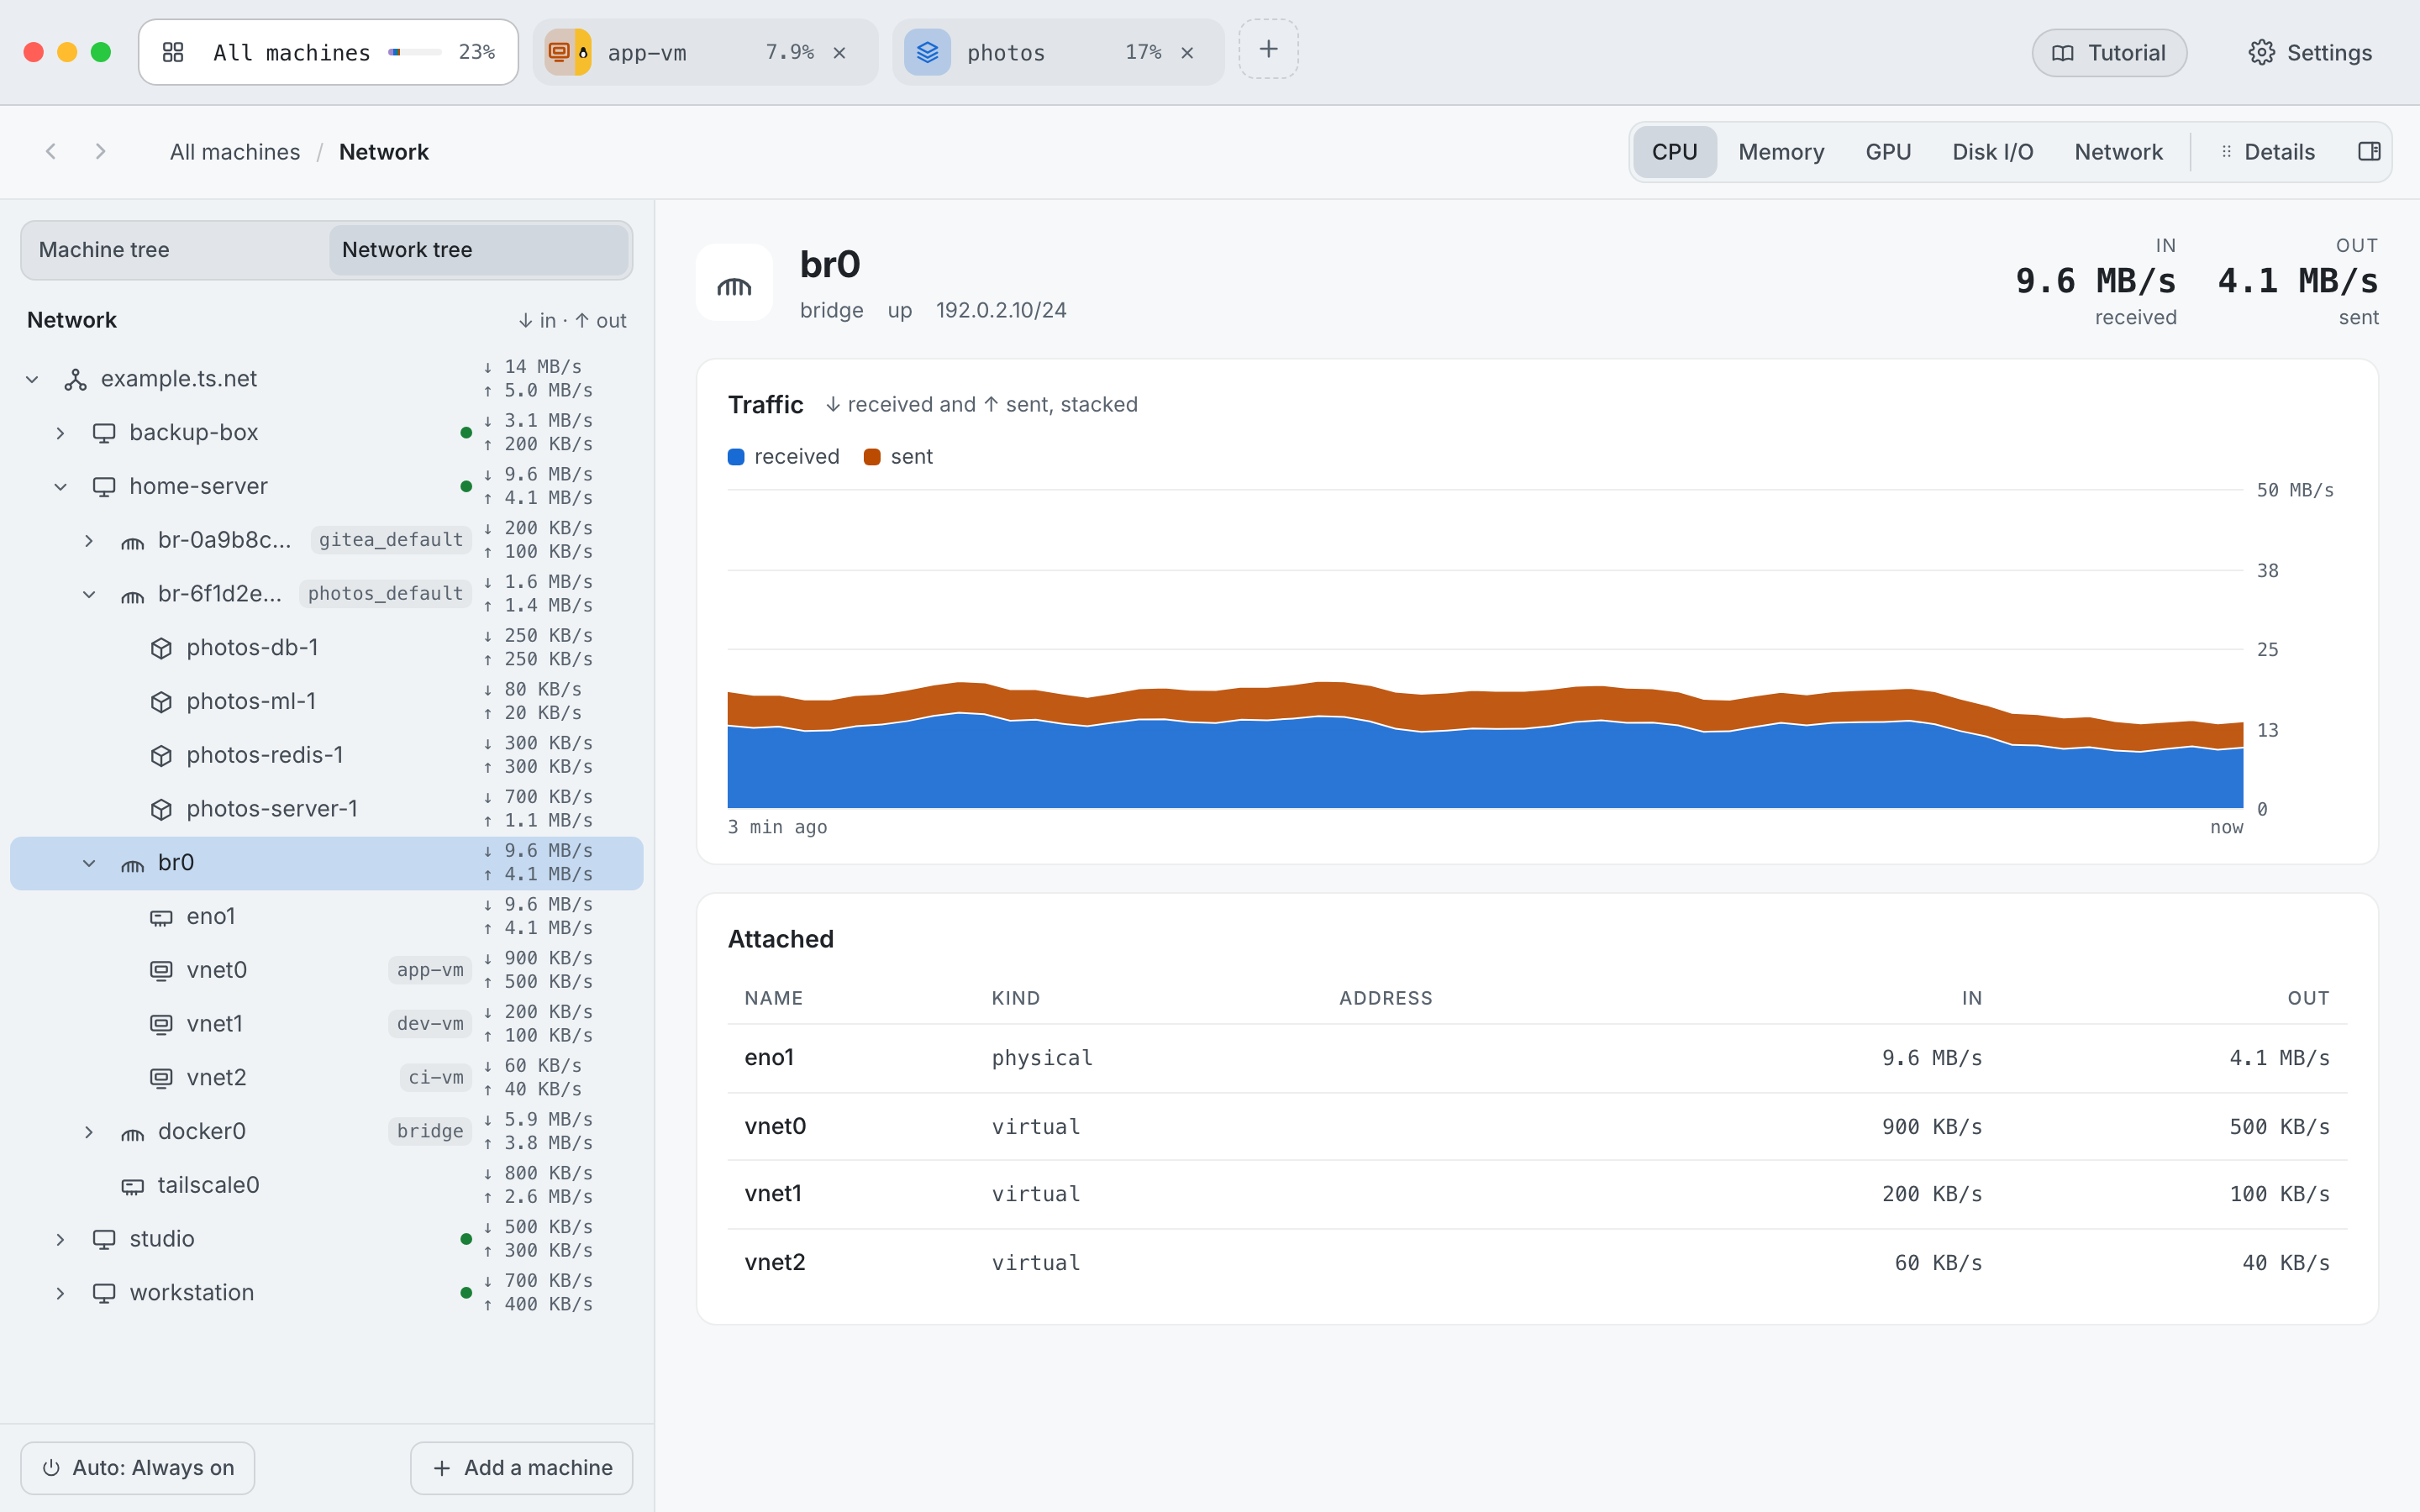 All machines 23%
app-vm 7.9% ×
photos 17% ×
+
Tutorial
Settings
All machines / Network
CPU Memory GPU Disk I/O Network Details
Machine tree
Network tree
Network ↓ in · ↑ out
example.ts.net ↓ 14 MB/s
↑ 5.0 MB/s
backup-box ↓ 3.1 MB/s
↑ 200 KB/s
home-server ↓ 9.6 MB/s
↑ 4.1 MB/s
br-0a9b8c... gitea_default ↓ 200 KB/s
↑ 100 KB/s
br-6f1d2e... photos_default ↓ 1.6 MB/s
↑ 1.4 MB/s
photos-db-1 ↓ 250 KB/s
↑ 250 KB/s
photos-ml-1 ↓ 80 KB/s
↑ 20 KB/s
photos-redis-1 ↓ 300 KB/s
↑ 300 KB/s
photos-server-1 ↓ 700 KB/s
↑ 1.1 MB/s
br0 ↓ 9.6 MB/s
↑ 4.1 MB/s
eno1 ↓ 9.6 MB/s
↑ 4.1 MB/s
vnet0 app-vm ↓ 900 KB/s
↑ 500 KB/s
vnet1 dev-vm ↓ 200 KB/s
↑ 100 KB/s
vnet2 ci-vm ↓ 60 KB/s
↑ 40 KB/s
docker0 bridge ↓ 5.9 MB/s
↑ 3.8 MB/s
tailscale0 ↓ 800 KB/s
↑ 2.6 MB/s
studio ↓ 500 KB/s
↑ 300 KB/s
workstation ↓ 700 KB/s
↑ 400 KB/s
Auto: Always on
+ Add a machine
br0
bridge up 192.0.2.10/24
IN
9.6 MB/s
received
OUT
4.1 MB/s
sent
Traffic ↓ received and ↑ sent, stacked
received sent
50 MB/s
38
25
13
0
3 min ago now
Attached
NAME KIND ADDRESS IN OUT
eno1 physical 9.6 MB/s 4.1 MB/s
vnet0 virtual 900 KB/s 500 KB/s
vnet1 virtual 200 KB/s 100 KB/s
vnet2 virtual 60 KB/s 40 KB/s